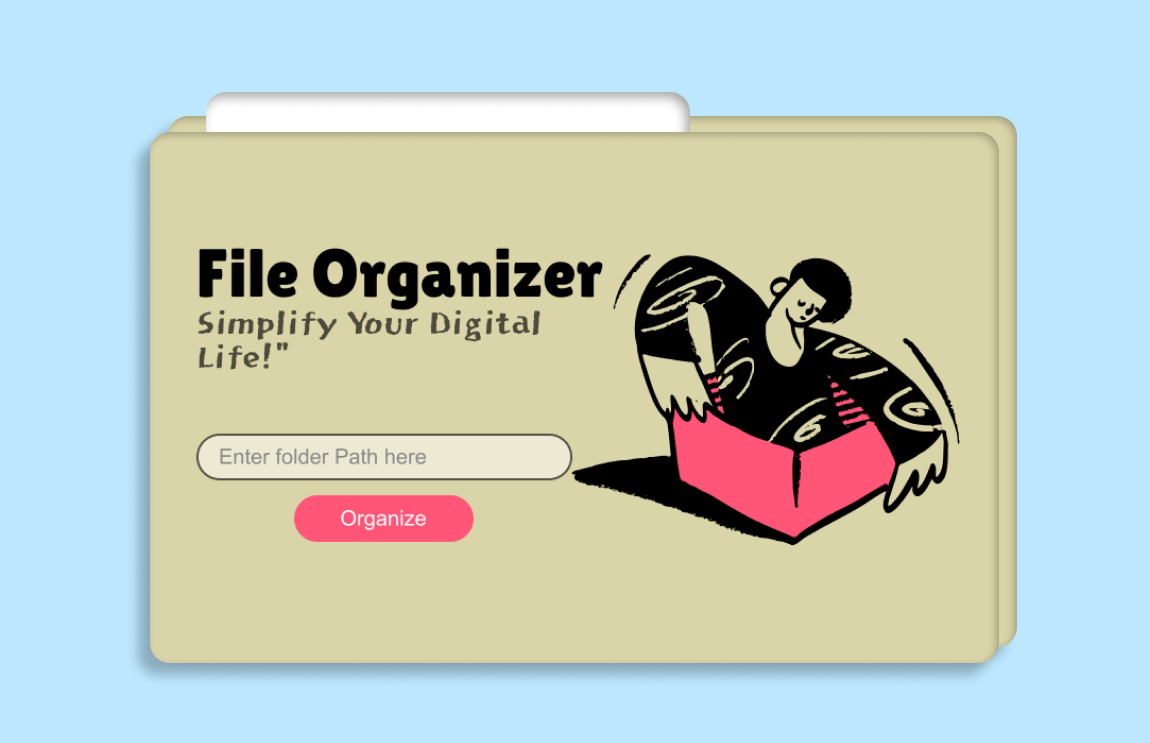 File Organizer
Simplify Your Digital
Life!"
Enter folder Path here
Organize